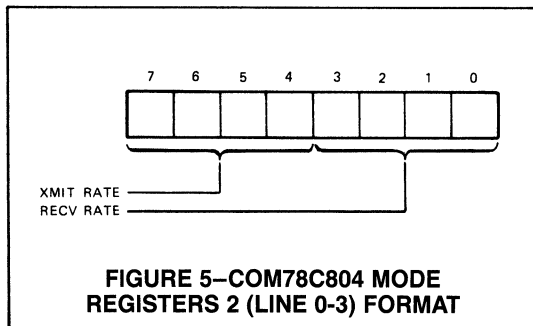 7 6 5 4 3 2 1 0
XMIT RATE
RECV RATE
FIGURE 5–COM78C804 MODE
REGISTERS 2 (LINE 0-3) FORMAT